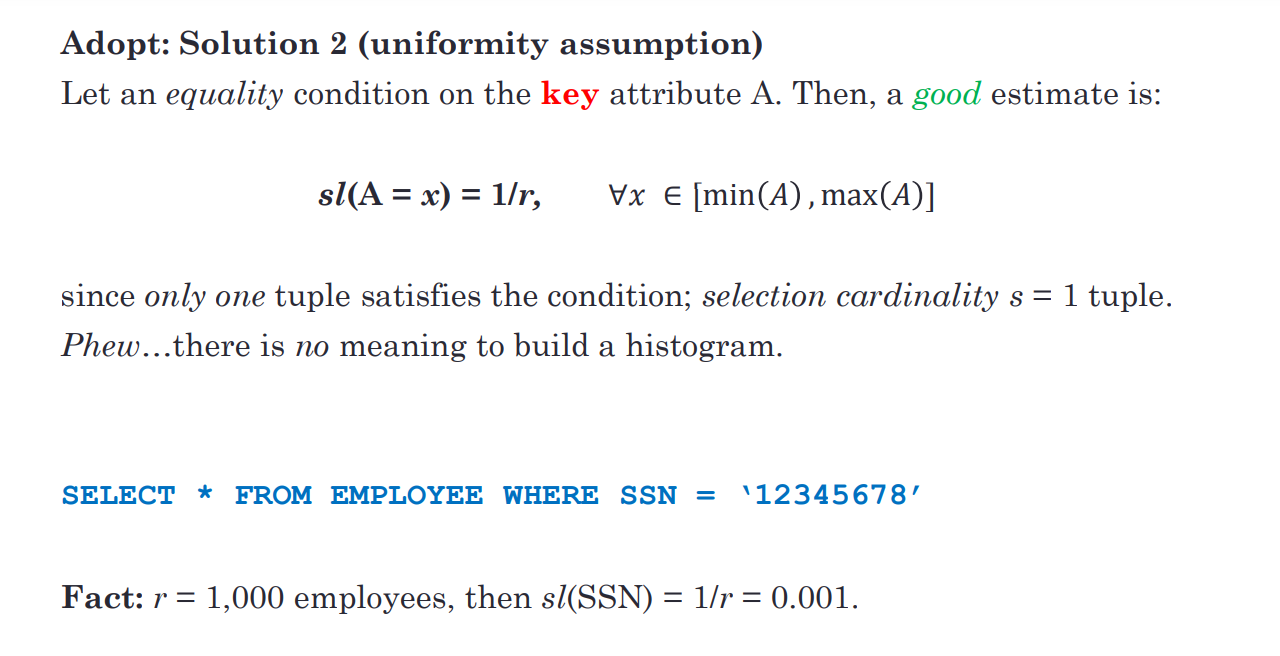 Adopt: Solution 2 (uniformity assumption)
Let an equality condition on the key attribute A. Then, a good estimate is:
sl(A = x) = 1/r, ∀x ∈ [min(A), max(A)]
since only one tuple satisfies the condition; selection cardinality s = 1 tuple.
Phew…there is no meaning to build a histogram.
SELECT * FROM EMPLOYEE WHERE SSN = ‘12345678’
Fact: r = 1,000 employees, then sl(SSN) = 1/r = 0.001.